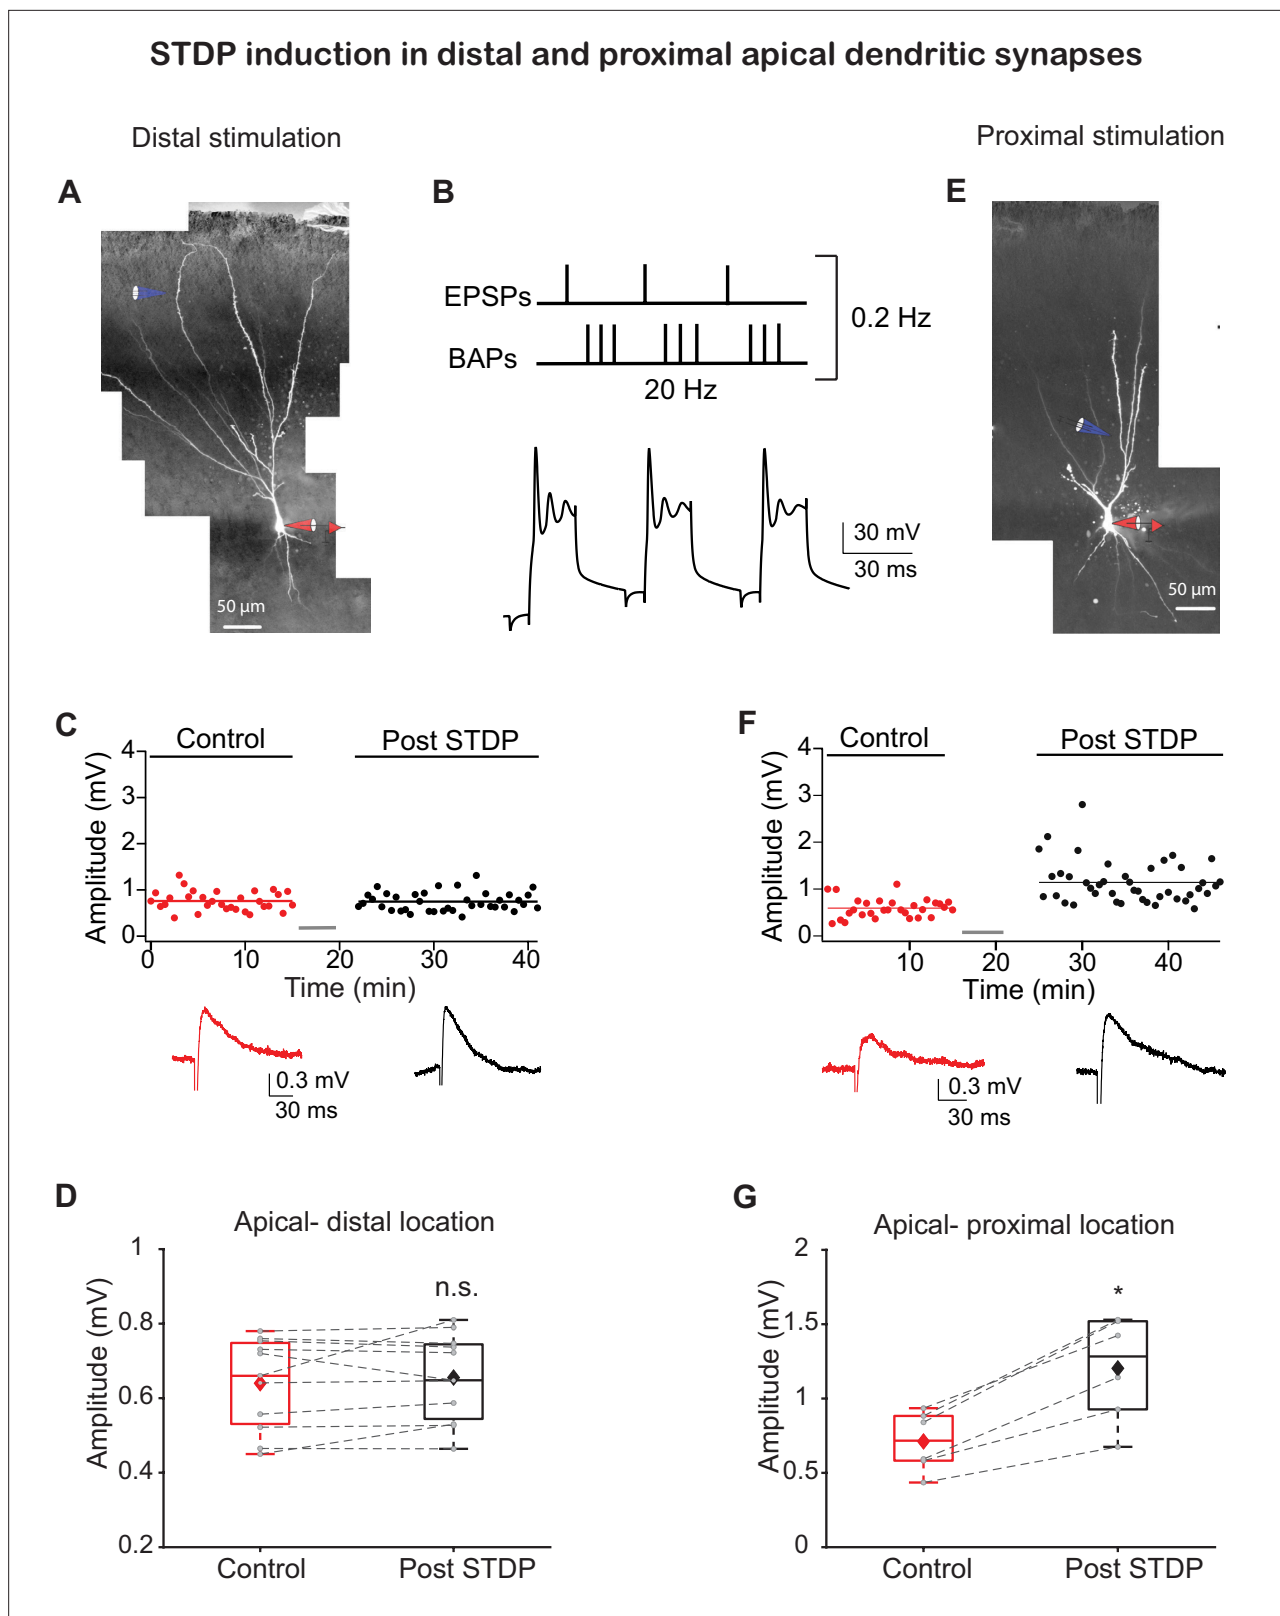 STDP induction in distal and proximal apical dendritic synapses
Distal stimulation
Proximal stimulation
A
B
E
EPSPs
BAPs
20 Hz
0.2 Hz
30 mV
30 ms
50 µm
50 µm
C
Control
Post STDP
Amplitude (mV)
4
3
2
1
0
0
10
20
30
40
Time (min)
0.3 mV
30 ms
F
Control
Post STDP
Amplitude (mV)
4
3
2
1
0
10
20
30
40
Time (min)
0.3 mV
30 ms
D
Apical- distal location
n.s.
Amplitude (mV)
1
0.8
0.6
0.4
0.2
Control
Post STDP
G
Apical- proximal location
*
Amplitude (mV)
2
1.5
1
0.5
0
Control
Post STDP